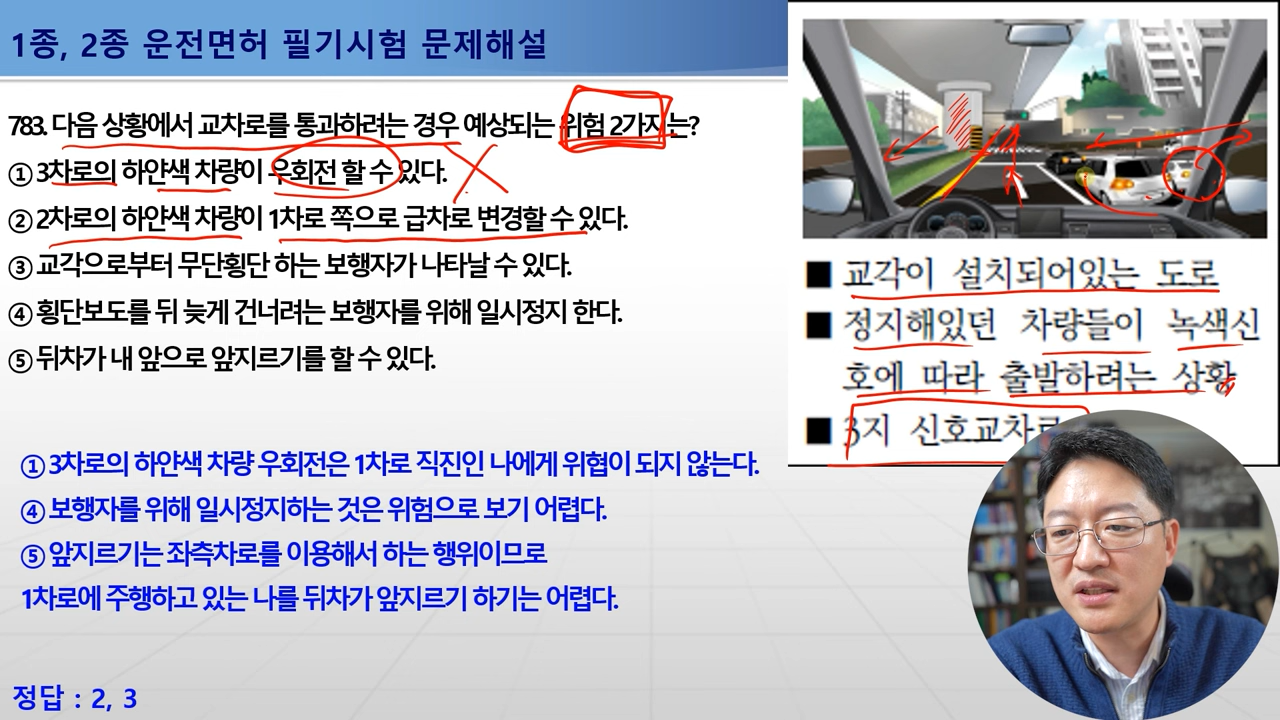 1종, 2종 운전면허 필기시험 문제해설
783. 다음 상황에서 교차로를 통과하려는 경우 예상되는 위험 2가지는?
① 3차로의 하얀색 차량이 우회전 할 수 있다.
② 2차로의 하얀색 차량이 1차로 쪽으로 급차로 변경할 수 있다.
③ 교각으로부터 무단횡단 하는 보행자가 나타날 수 있다.
④ 횡단보도를 뒤 늦게 건너려는 보행자를 위해 일시정지 한다.
⑤ 뒤차가 내 앞으로 앞지르기를 할 수 있다.
① 3차로의 하얀색 차량 우회전은 1차로 직진인 나에게 위협이 되지 않는다.
④ 보행자를 위해 일시정지하는 것은 위험으로 보기 어렵다.
⑤ 앞지르기는 좌측차로를 이용해서 하는 행위이므로
1차로에 주행하고 있는 나를 뒤차가 앞지르기 하기는 어렵다.
정답 : 2, 3
■ 교각이 설치되어있는 도로
■ 정지해있던 차량들이 녹색신
호에 따라 출발하려는 상황
■ 3지 신호교차로